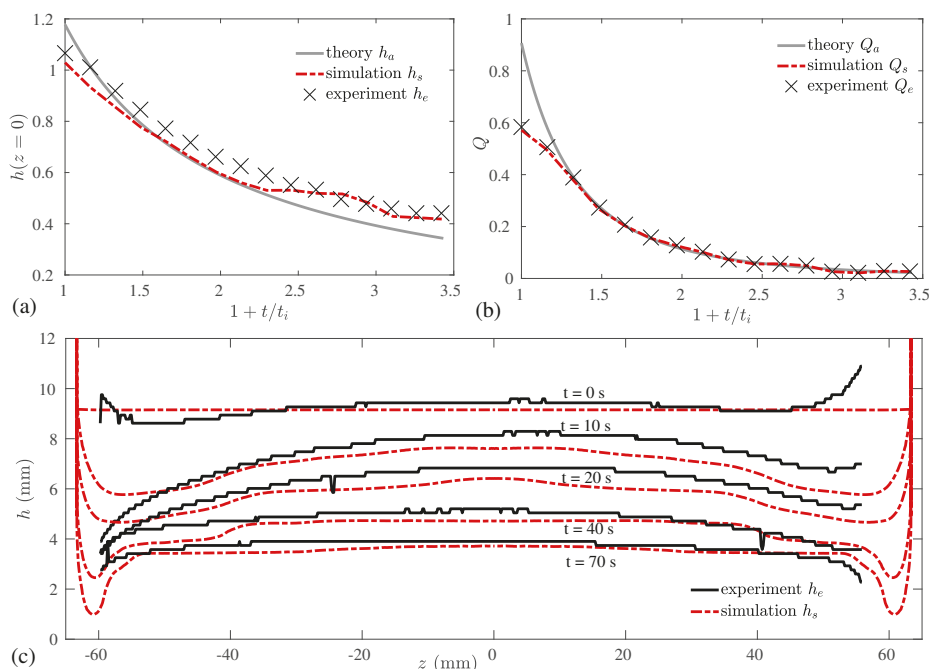 1.2
1
0.8
0.6
0.4
0.2
h(z = 0)
theory h_a
simulation h_s
experiment h_e
1 1.5 2 2.5 3 3.5
1 + t/t_i
(a)
1
0.8
0.6
0.4
0.2
0
Q
theory Q_a
simulation Q_s
experiment Q_e
1 1.5 2 2.5 3 3.5
1 + t/t_i
(b)
12
10
8
6
4
2
0
h (mm)
t = 0 s
t = 10 s
t = 20 s
t = 40 s
t = 70 s
experiment h_e
simulation h_s
-60 -40 -20 0 20 40 60
z (mm)
(c)